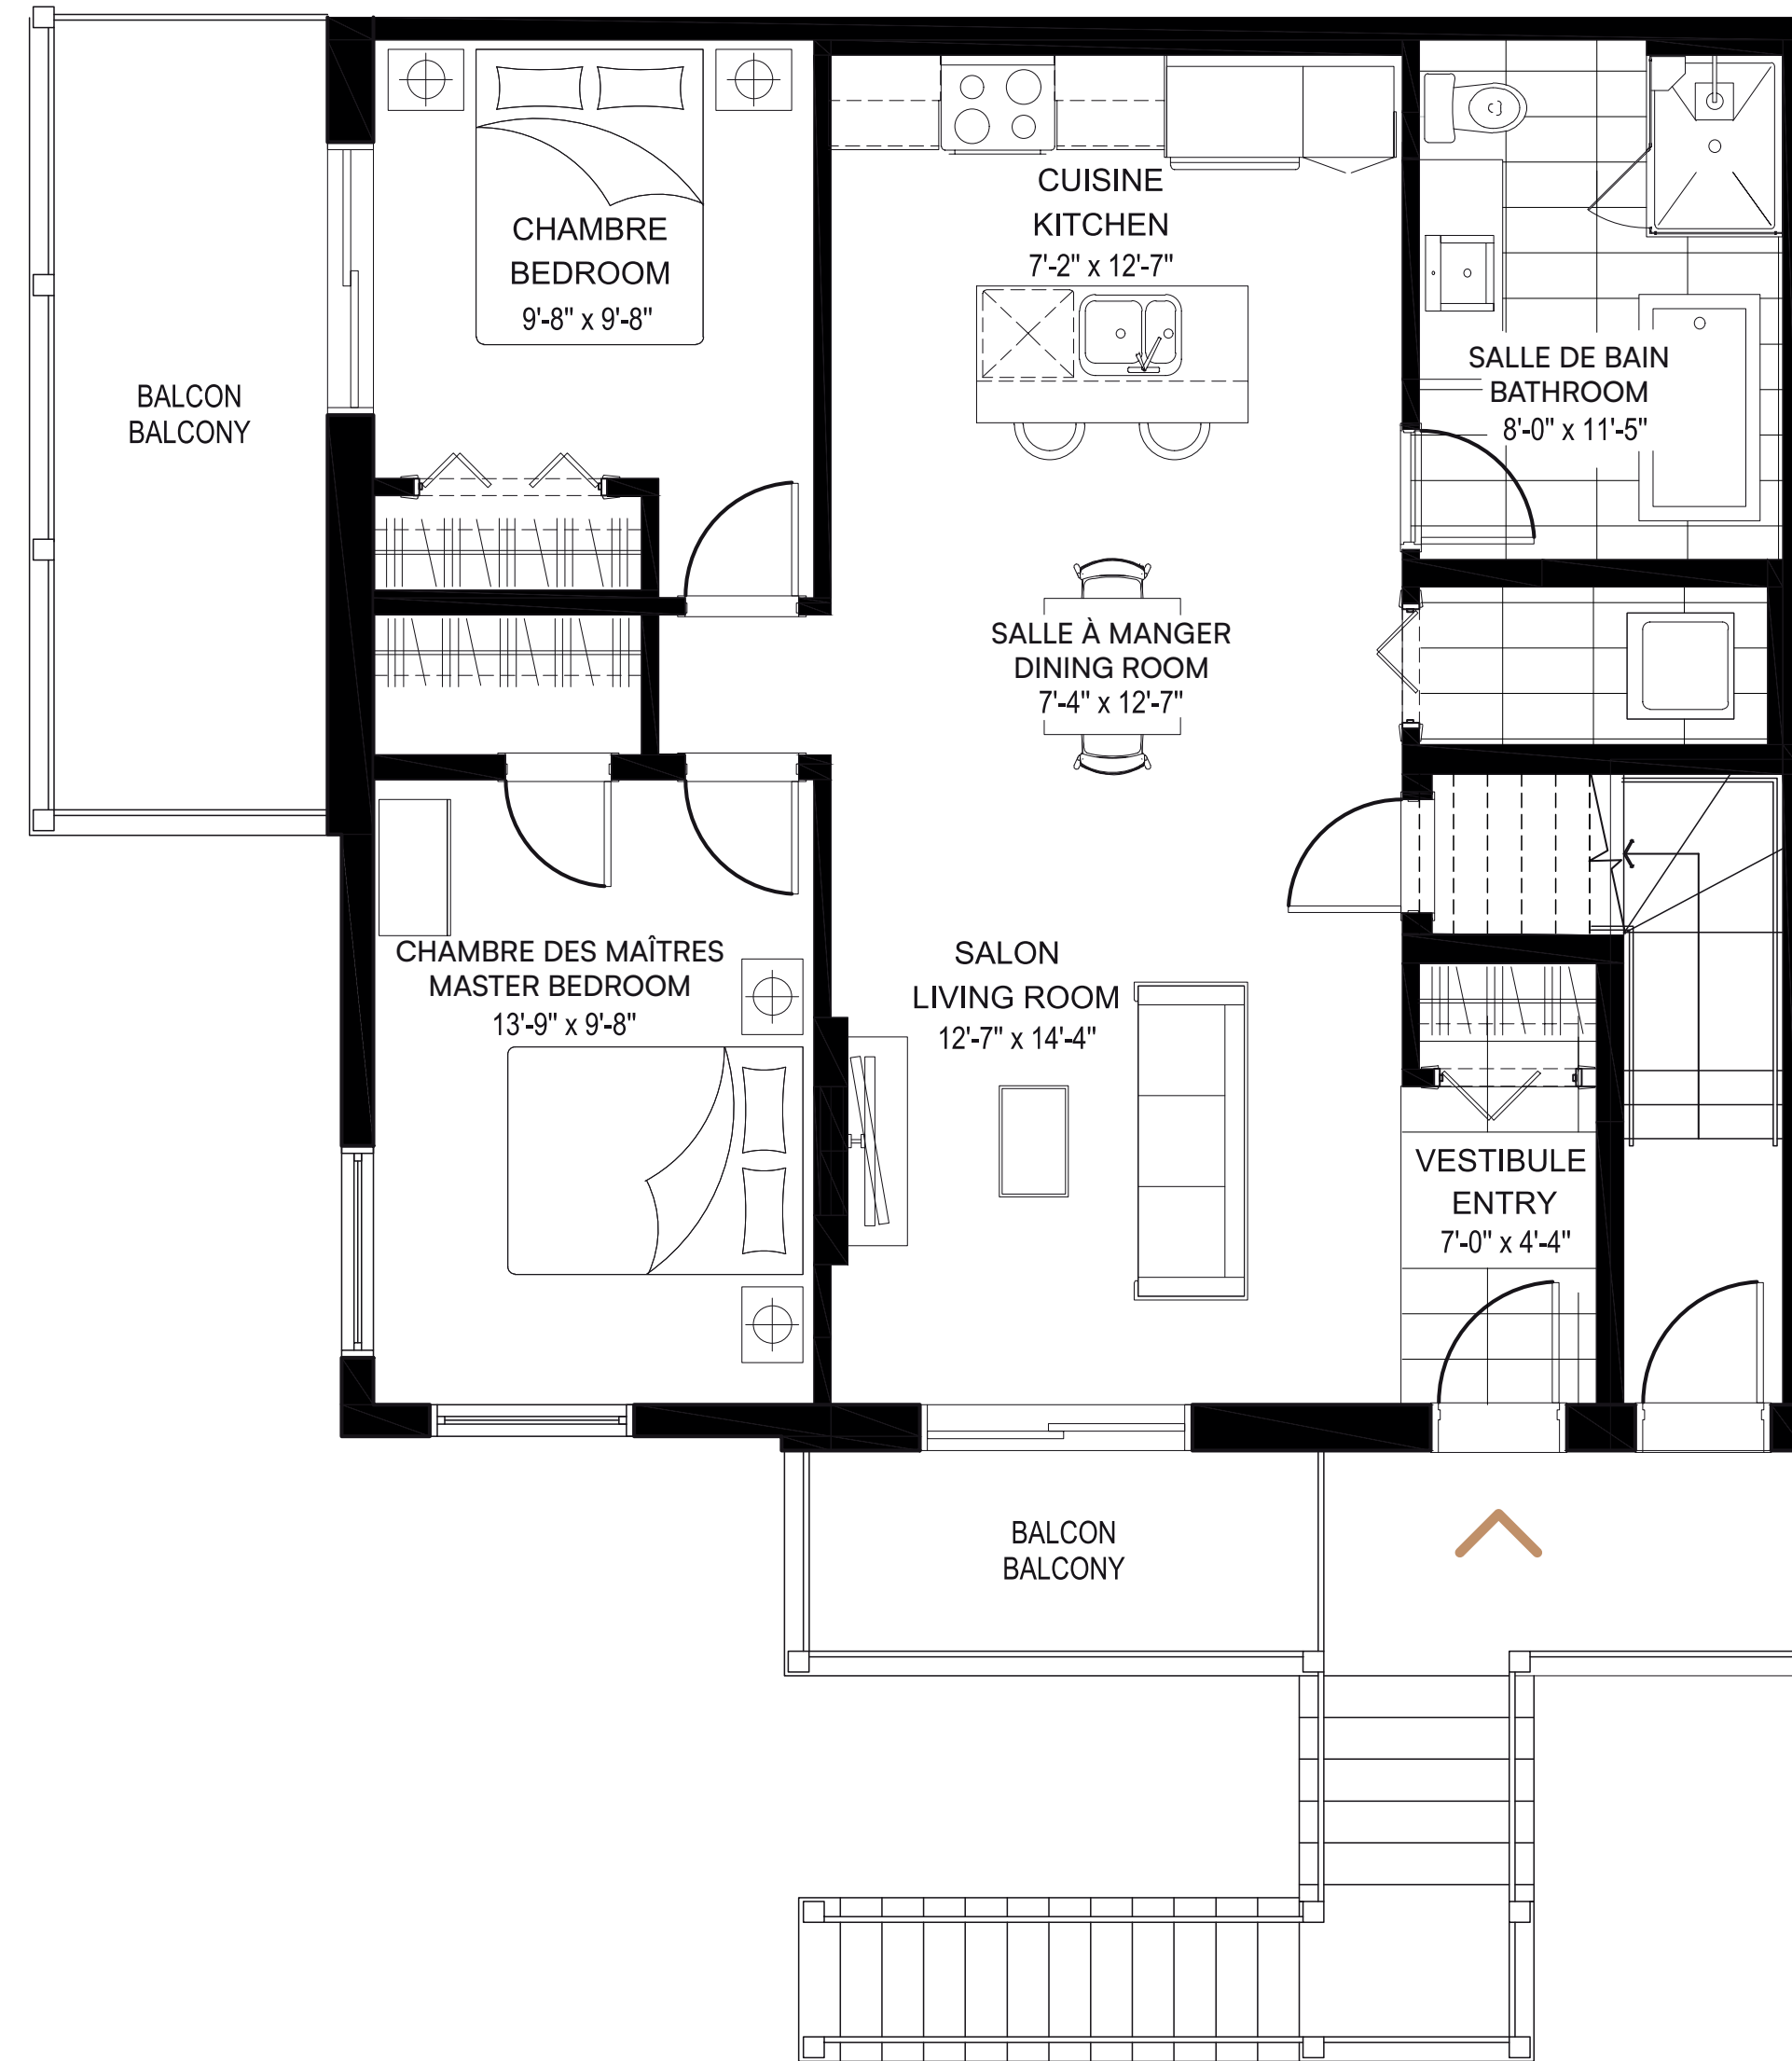 CHAMBRE
BEDROOM
9'-8" x 9'-8"
CUISINE
KITCHEN
7'-2" x 12'-7"
SALLE DE BAIN
BATHROOM
8'-0" x 11'-5"
BALCON
BALCONY
SALLE À MANGER
DINING ROOM
7'-4" x 12'-7"
CHAMBRE DES MAÎTRES
MASTER BEDROOM
13'-9" x 9'-8"
SALON
LIVING ROOM
12'-7" x 14'-4"
VESTIBULE
ENTRY
7'-0" x 4'-4"
BALCON
BALCONY